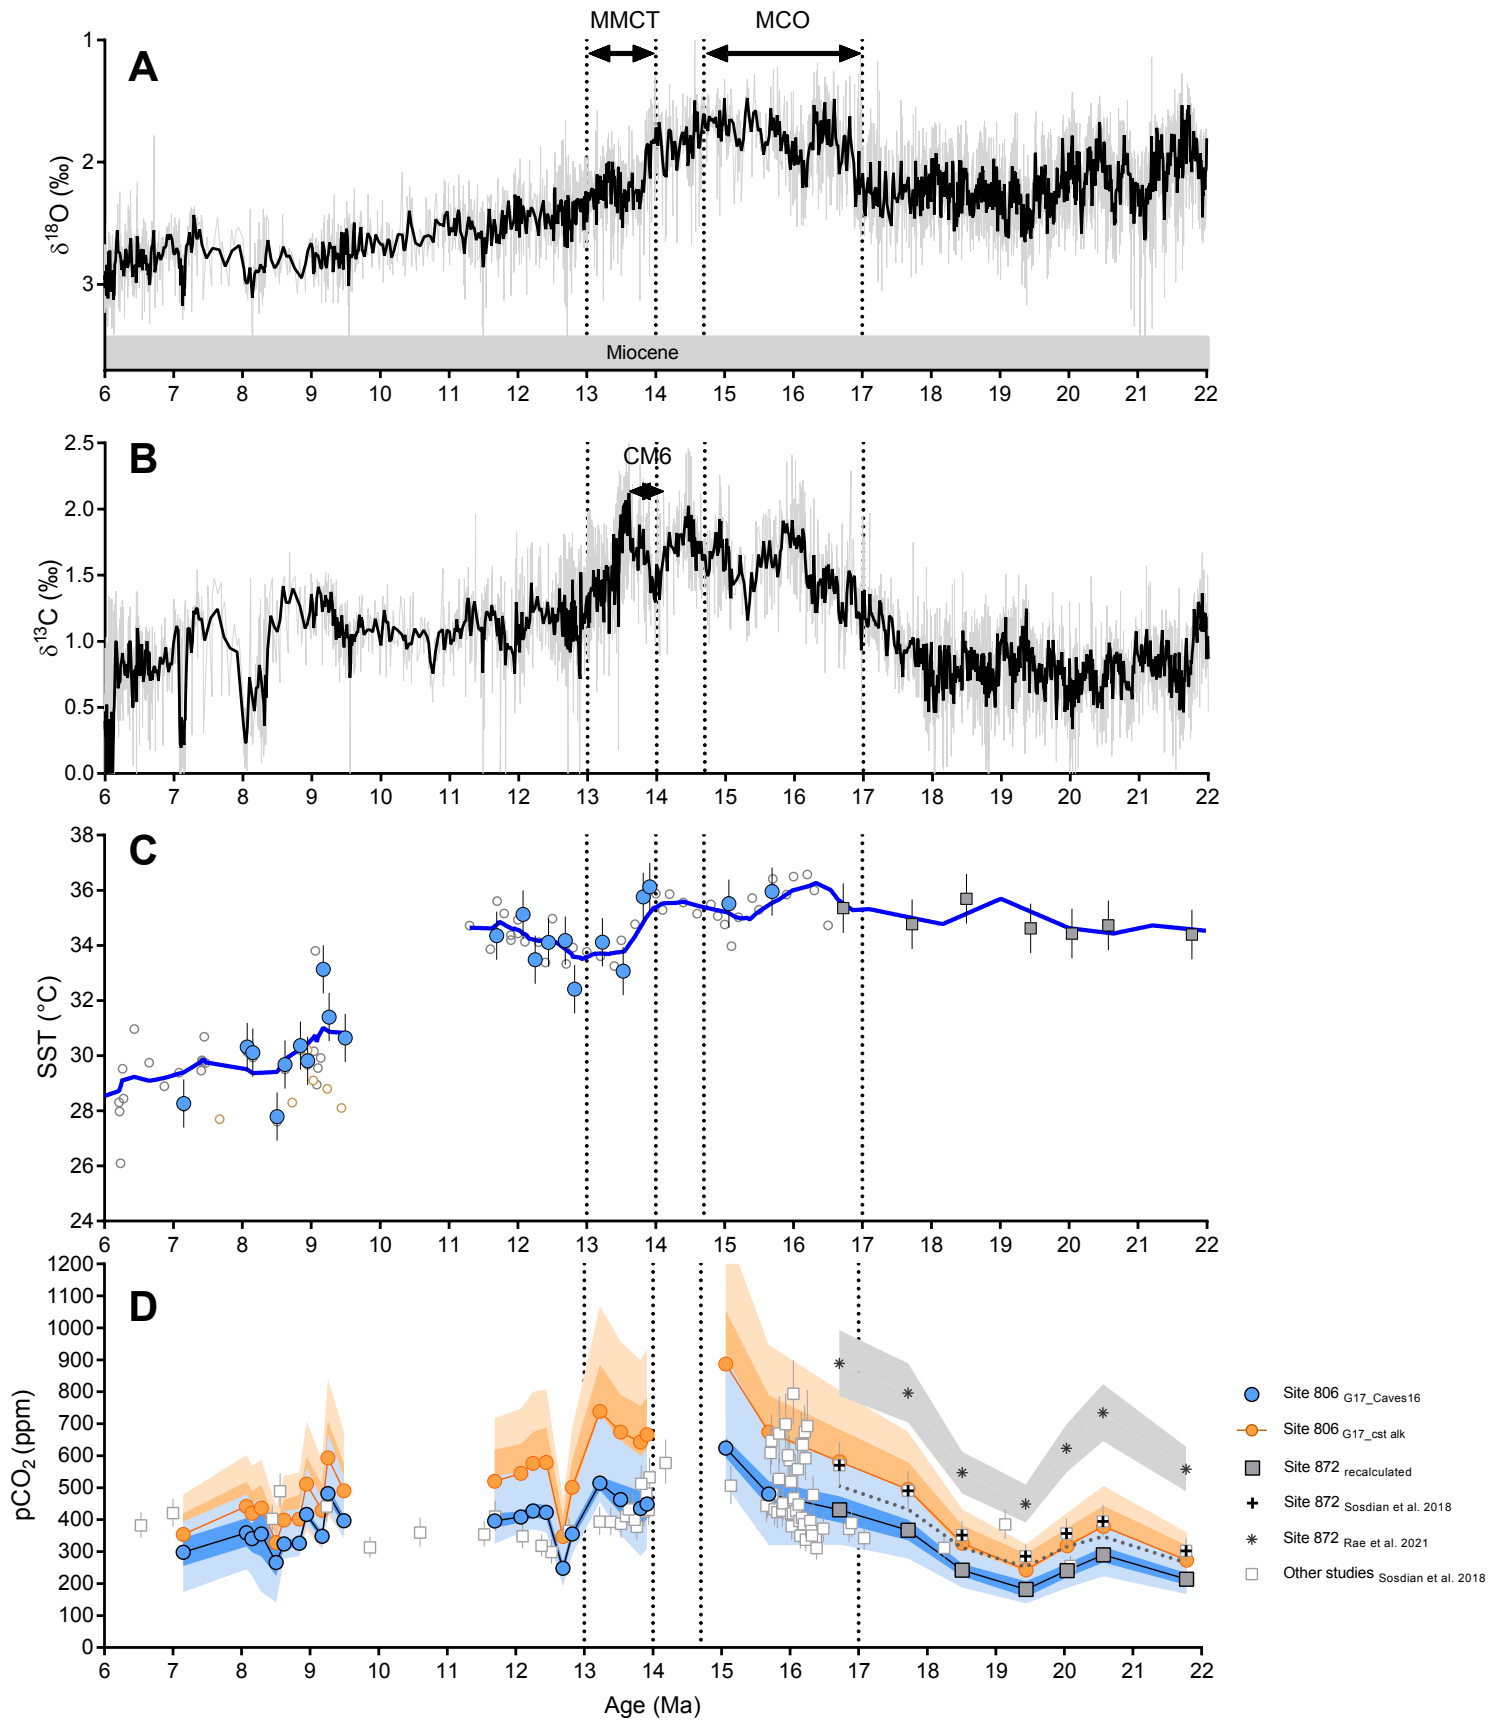 MMCT MCO
A
1
2
3
δ18O (‰)
Miocene
6 7 8 9 10 11 12 13 14 15 16 17 18 19 20 21 22
B
CM6
2.5
2.0
1.5
1.0
0.5
0.0
δ13C (‰)
6 7 8 9 10 11 12 13 14 15 16 17 18 19 20 21 22
C
38
36
34
32
30
28
26
24
SST (°C)
6 7 8 9 10 11 12 13 14 15 16 17 18 19 20 21 22
D
1200
1100
1000
900
800
700
600
500
400
300
200
100
0
pCO2 (ppm)
6 7 8 9 10 11 12 13 14 15 16 17 18 19 20 21 22
Age (Ma)
Site 806 G17_Caves16
Site 806 G17_cst alk
Site 872 recalculated
Site 872 Sosdian et al. 2018
Site 872 Rae et al. 2021
Other studies Sosdian et al. 2018